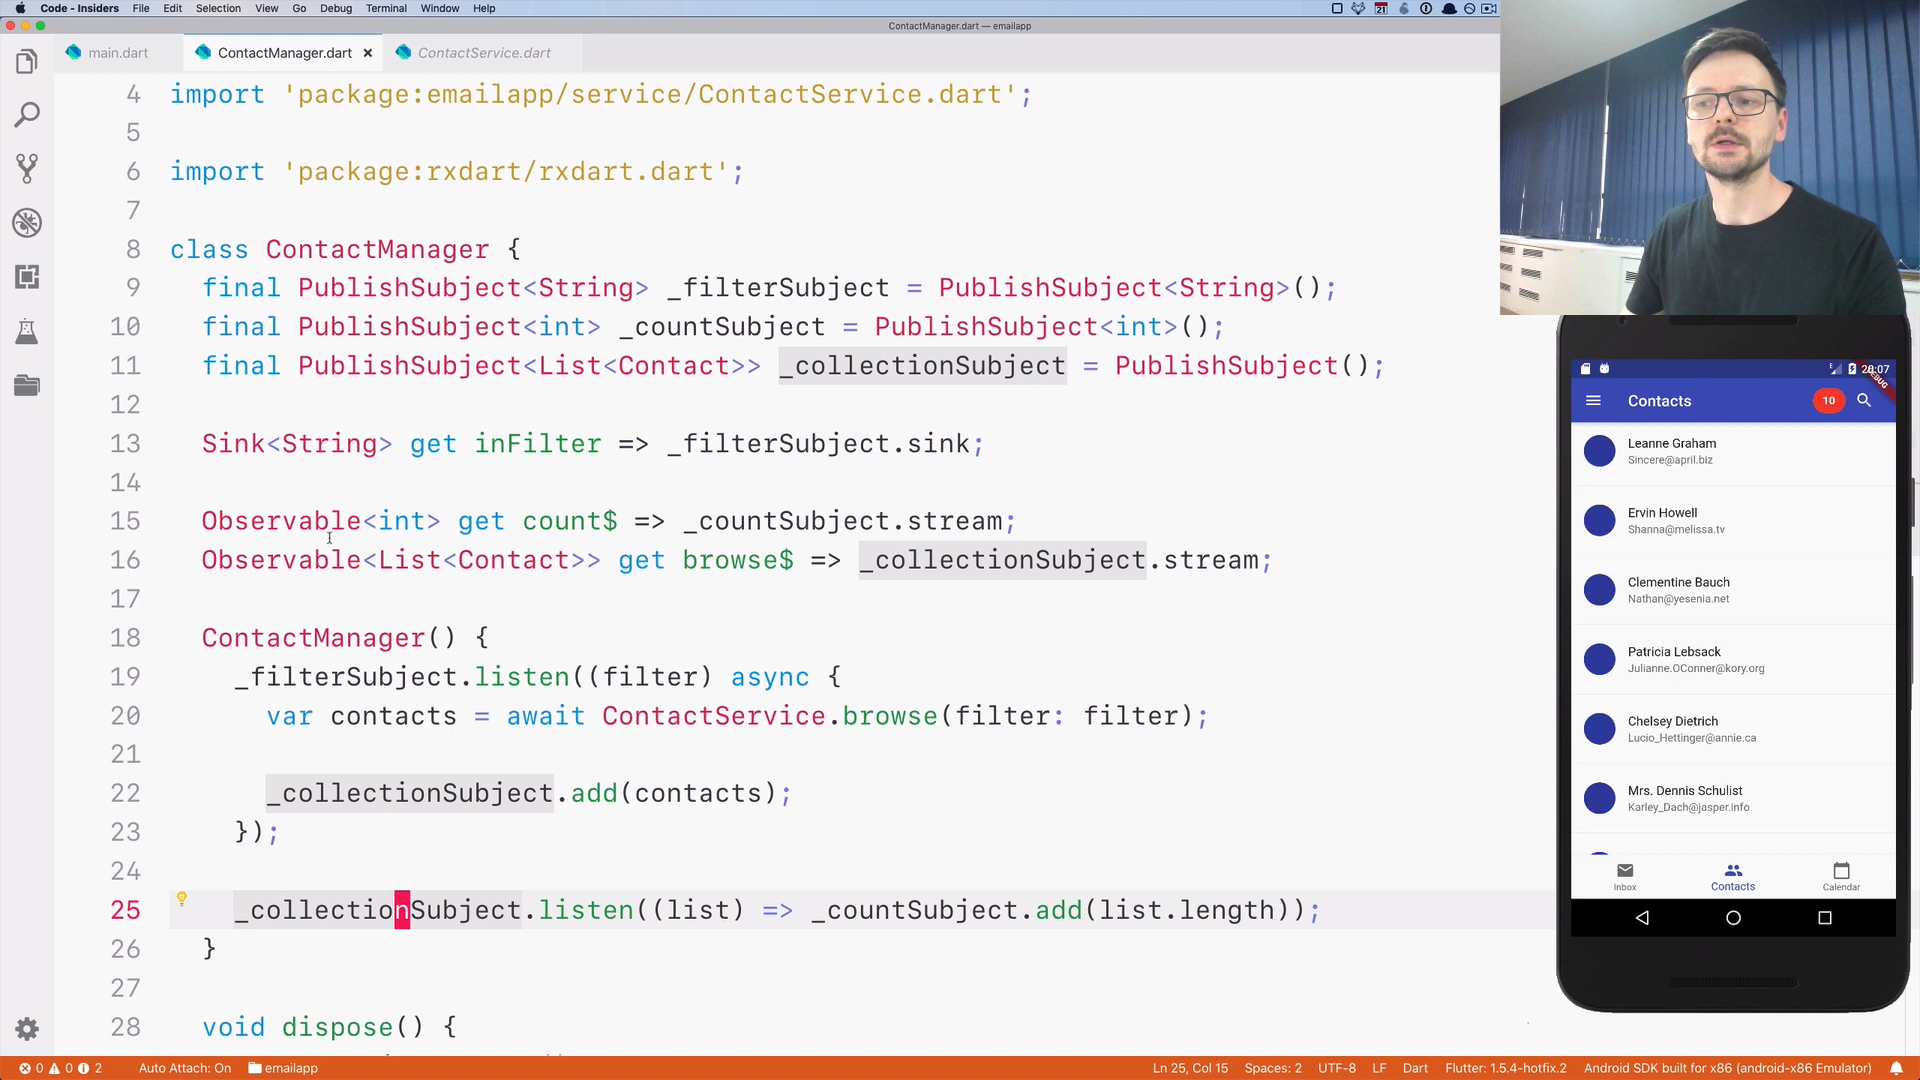 Code - Insiders File Edit Selection View Go Debug Terminal Window Help
21
ContactManager.dart — emailapp
main.dart
ContactManager.dart
ContactService.dart
4 import 'package:emailapp/service/ContactService.dart';
5
6 import 'package:rxdart/rxdart.dart';
7
8 class ContactManager {
9 final PublishSubject<String> _filterSubject = PublishSubject<String>();
10 final PublishSubject<int> _countSubject = PublishSubject<int>();
11 final PublishSubject<List<Contact>> _collectionSubject = PublishSubject();
12
13 Sink<String> get inFilter => _filterSubject.sink;
14
15 Observable<int> get count$ => _countSubject.stream;
16 Observable<List<Contact>> get browse$ => _collectionSubject.stream;
17
18 ContactManager() {
19 _filterSubject.listen((filter) async {
20 var contacts = await ContactService.browse(filter: filter);
21
22 _collectionSubject.add(contacts);
23 });
24
25 _collectionSubject.listen((list) => _countSubject.add(list.length));
26 }
27
28 void dispose() {
20:07
DEBUG
Contacts
10
Leanne Graham
Sincere@april.biz
Ervin Howell
Shanna@melissa.tv
Clementine Bauch
Nathan@yesenia.net
Patricia Lebsack
Julianne.OConner@kory.org
Chelsey Dietrich
Lucio_Hettinger@annie.ca
Mrs. Dennis Schulist
Karley_Dach@jasper.info
Inbox
Contacts
Calendar
0 0 2 Auto Attach: On emailapp
Ln 25, Col 15 Spaces: 2 UTF-8 LF Dart Flutter: 1.5.4-hotfix.2 Android SDK built for x86 (android-x86 Emulator)